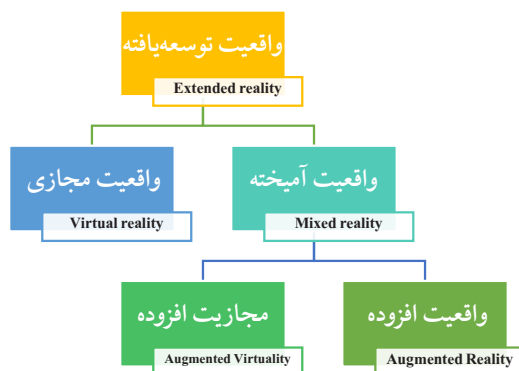 واقعیت توسعه‌یافته
Extended reality
واقعیت مجازی
Virtual reality
واقعیت آمیخته
Mixed reality
مجازیت افزوده
Augmented Virtuality
واقعیت افزوده
Augmented Reality